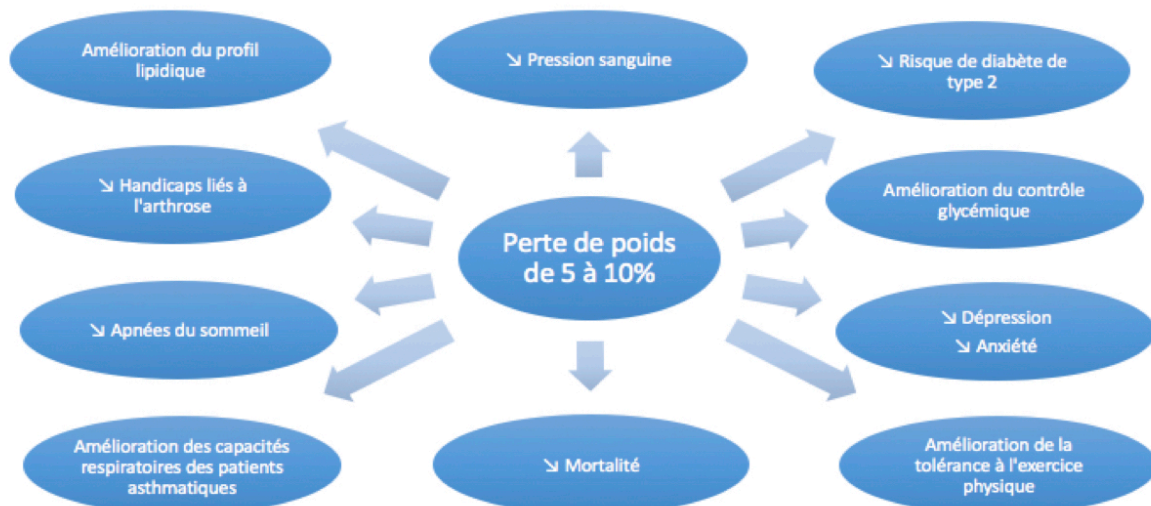 Amélioration du profil
lipidique
↘ Pression sanguine
↘ Risque de diabète de
type 2
↘ Handicaps liés à
l'arthrose
Amélioration du contrôle
glycémique
Perte de poids
de 5 à 10%
↘ Apnées du sommeil
↘ Dépression
↘ Anxiété
Amélioration des capacités
respiratoires des patients
asthmatiques
↘ Mortalité
Amélioration de la
tolérance à l'exercice
physique